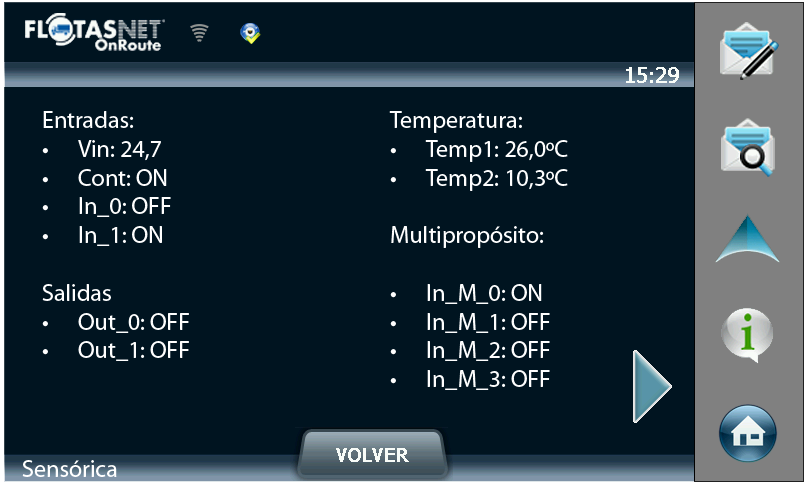 FLOTASNET
OnRoute
15:29
Entradas:
• Vin: 24,7
• Cont: ON
• In_0: OFF
• In_1: ON
Salidas
• Out_0: OFF
• Out_1: OFF
Temperatura:
• Temp1: 26,0ºC
• Temp2: 10,3ºC
Multipropósito:
• In_M_0: ON
• In_M_1: OFF
• In_M_2: OFF
• In_M_3: OFF
VOLVER
Sensórica